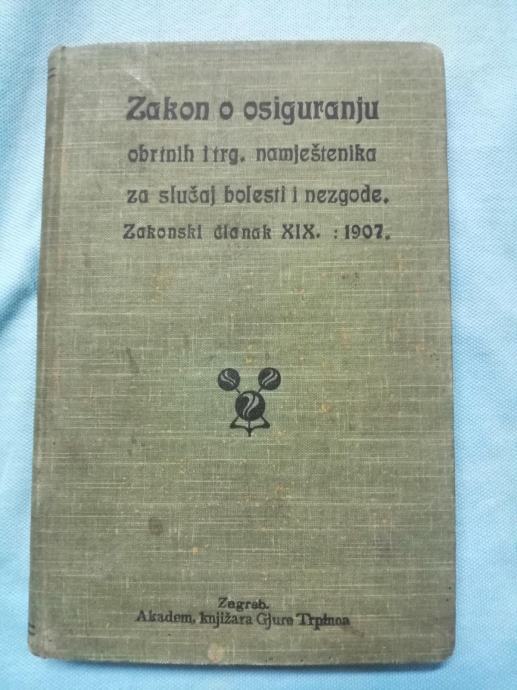 Zakon o osiguranju
obrtnih i trg. namještenika
za slučaj bolesti i nezgode.
Zakonski članak XIX. : 1907.
Zagreb.
Akadem. knjižara Gjure Trpinca